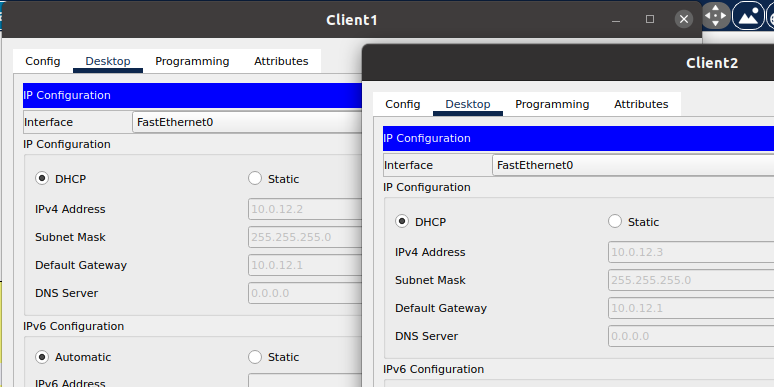 Client1
Config Desktop Programming Attributes
IP Configuration
Interface FastEthernet0
IP Configuration
DHCP Static
IPv4 Address 10.0.12.2
Subnet Mask 255.255.255.0
Default Gateway 10.0.12.1
DNS Server 0.0.0.0
IPv6 Configuration
Automatic Static
IPv6 Address
Client2
Config Desktop Programming Attributes
IP Configuration
Interface FastEthernet0
IP Configuration
DHCP Static
IPv4 Address 10.0.12.3
Subnet Mask 255.255.255.0
Default Gateway 10.0.12.1
DNS Server 0.0.0.0
IPv6 Configuration